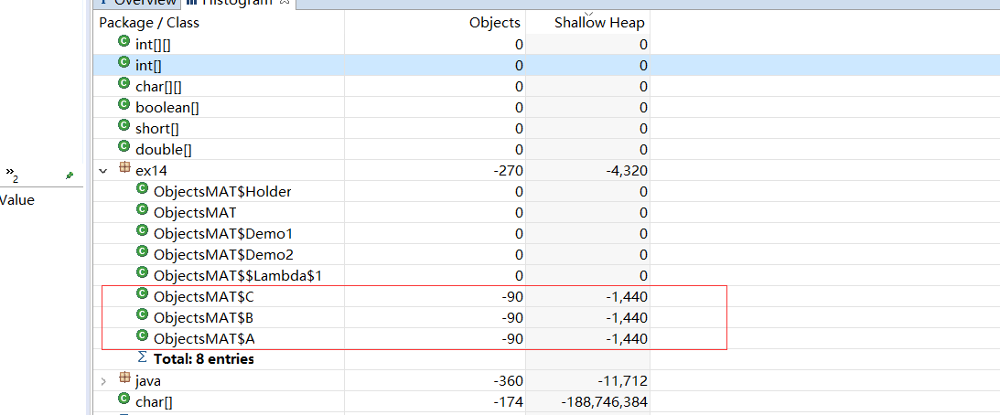 Overview Histogram
Package / Class Objects Shallow Heap
int[][] 0 0
int[] 0 0
char[][] 0 0
boolean[] 0 0
short[] 0 0
double[] 0 0
»2
ex14 -270 -4,320
Value
ObjectsMAT$Holder 0 0
ObjectsMAT 0 0
ObjectsMAT$Demo1 0 0
ObjectsMAT$Demo2 0 0
ObjectsMAT$$Lambda$1 0 0
ObjectsMAT$C -90 -1,440
ObjectsMAT$B -90 -1,440
ObjectsMAT$A -90 -1,440
Σ Total: 8 entries
java -360 -11,712
char[] -174 -188,746,384